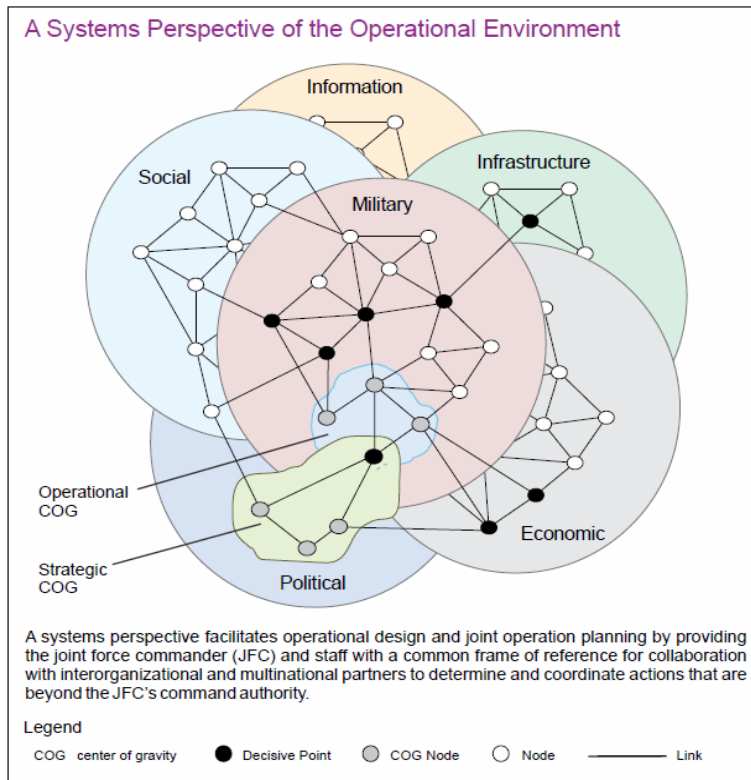 A Systems Perspective of the Operational Environment
Information
Infrastructure
Social
Military
Operational
COG
Strategic
COG
Economic
Political
A systems perspective facilitates operational design and joint operation planning by providing
the joint force commander (JFC) and staff with a common frame of reference for collaboration
with interorganizational and multinational partners to determine and coordinate actions that are
beyond the JFC's command authority.
Legend
COG center of gravity Decisive Point COG Node Node Link